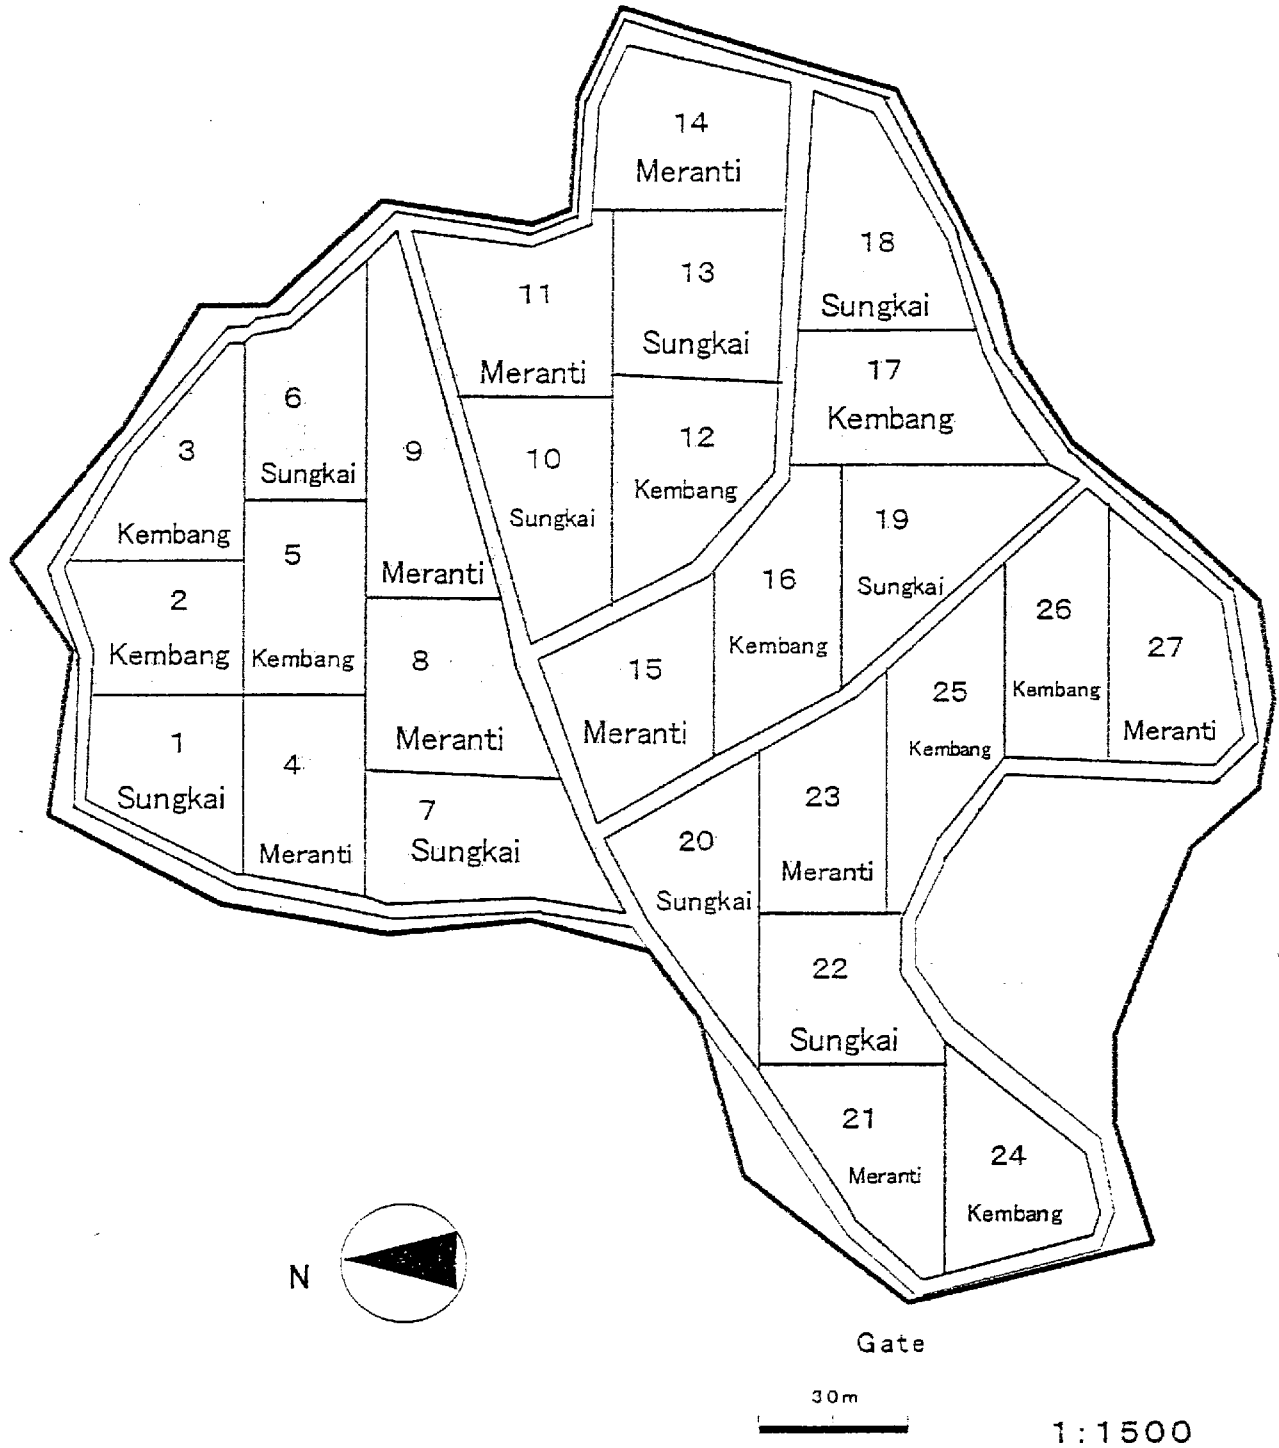 14
Meranti
18
Sungkai
13
Sungkai
11
Meranti
17
Kembang
6
Sungkai
3
Kembang
9
Meranti
10
Sungkai
12
Kembang
19
Sungkai
16
Kembang
5
Kembang
2
Kembang
8
Meranti
15
Meranti
26
Kembang
27
Meranti
25
Kembang
1
Sungkai
4
Meranti
7
Sungkai
23
Meranti
20
Sungkai
22
Sungkai
21
Meranti
24
Kembang
N
Gate
30m
1:1500